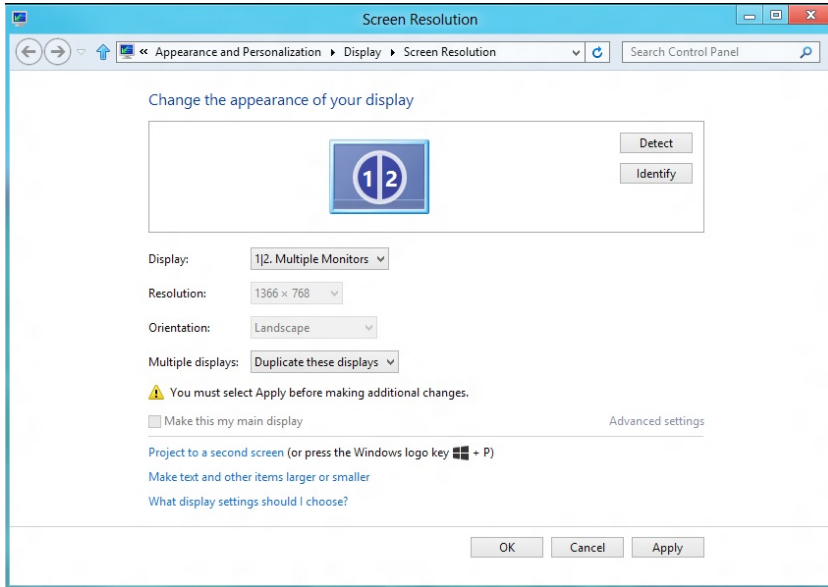 Screen Resolution
« Appearance and Personalization Display Screen Resolution
Search Control Panel
Change the appearance of your display
1 2
Detect
Identify
Display: 1|2. Multiple Monitors
Resolution: 1366 × 768
Orientation: Landscape
Multiple displays: Duplicate these displays
You must select Apply before making additional changes.
Make this my main display
Advanced settings
Project to a second screen (or press the Windows logo key + P)
Make text and other items larger or smaller
What display settings should I choose?
OK Cancel Apply